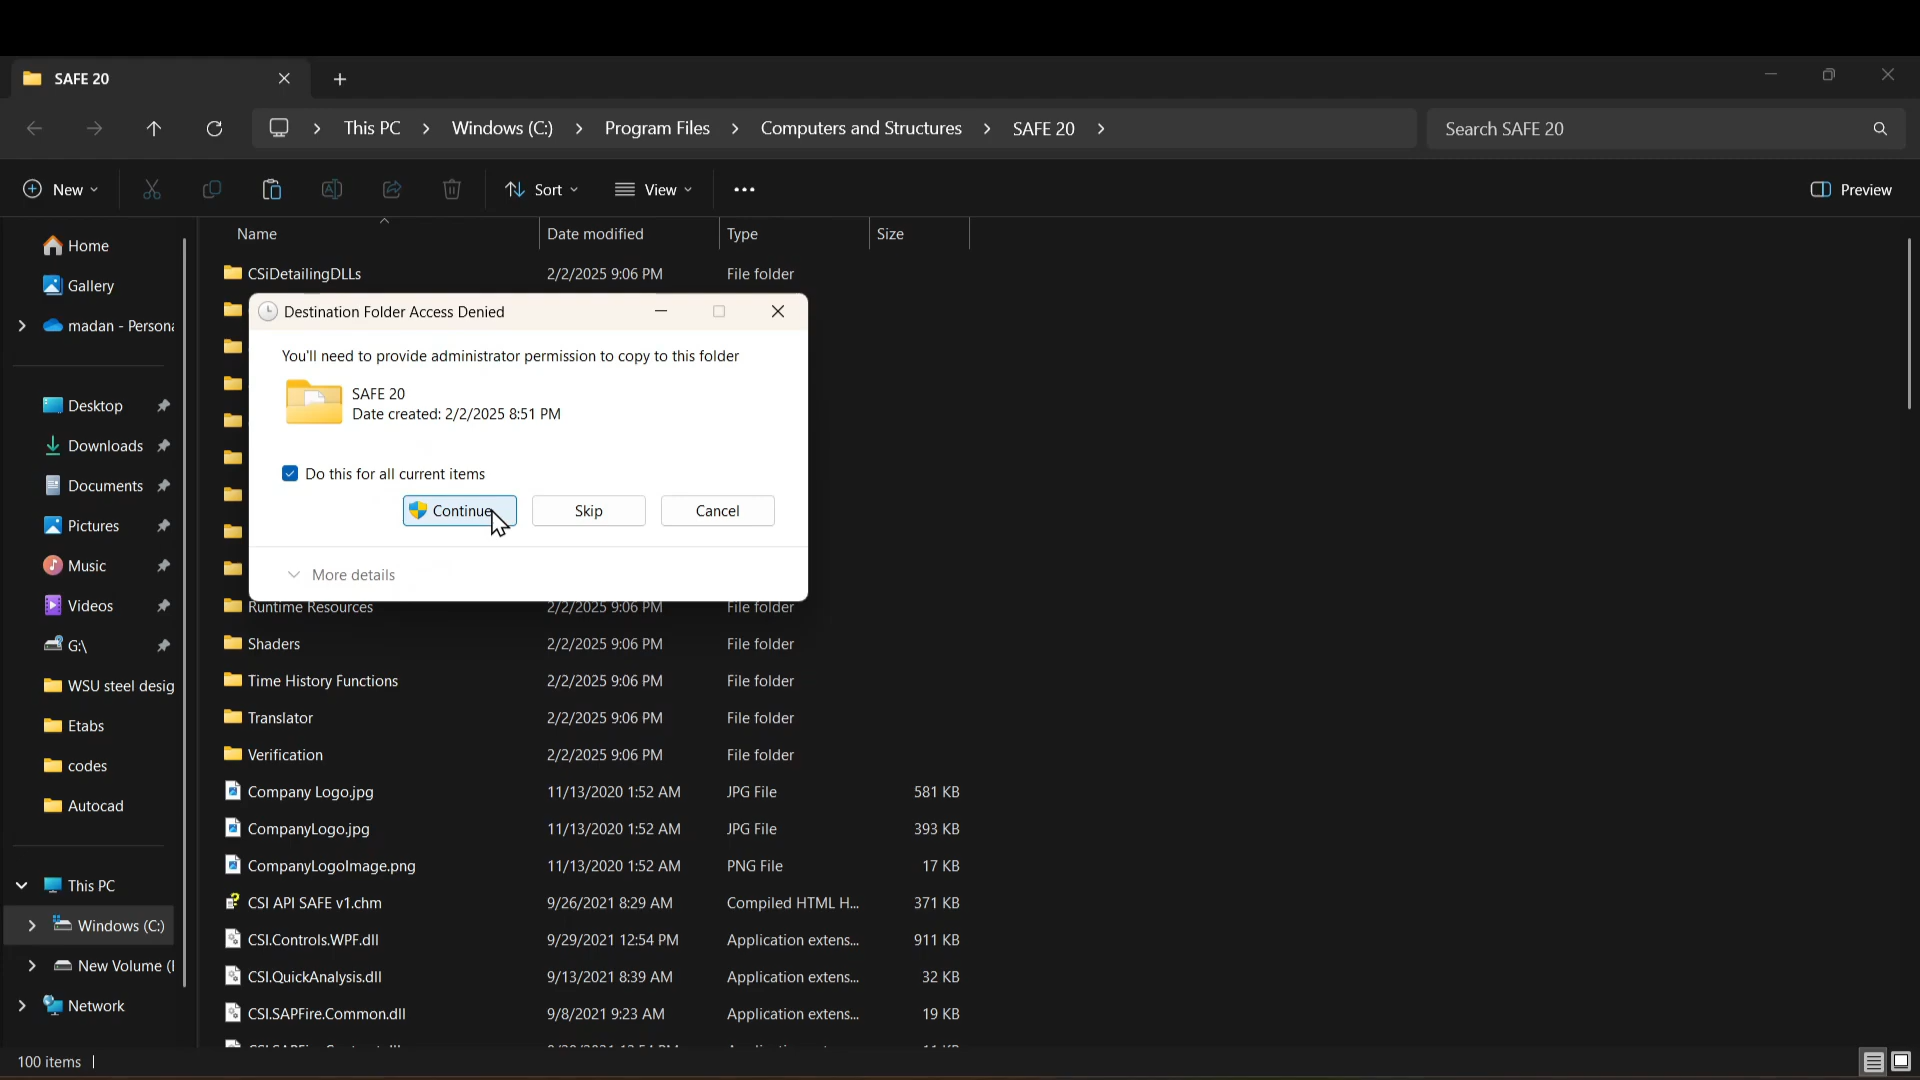 SAFE 20
This PC
Windows (C:)
Program Files
Computers and Structures
SAFE 20
Search SAFE 20
New
Sort
View
Preview
Home
Gallery
madan - Persona
Desktop
Downloads
Documents
Pictures
Music
Videos
G:\
WSU steel desig
Etabs
codes
Autocad
This PC
Windows (C:)
New Volume (
Network
Name Date modified Type Size
CSiDetailingDLLs 2/2/2025 9:06 PM File folder
Destination Folder Access Denied
You'll need to provide administrator permission to copy to this folder
SAFE 20
Date created: 2/2/2025 8:51 PM
Do this for all current items
Continue Skip Cancel
More details
Runtime Resources 2/2/2025 9:06 PM File folder
Shaders 2/2/2025 9:06 PM File folder
Time History Functions 2/2/2025 9:06 PM File folder
Translator 2/2/2025 9:06 PM File folder
Verification 2/2/2025 9:06 PM File folder
Company Logo.jpg 11/13/2020 1:52 AM JPG File 581 KB
CompanyLogo.jpg 11/13/2020 1:52 AM JPG File 393 KB
CompanyLogoImage.png 11/13/2020 1:52 AM PNG File 17 KB
CSI API SAFE v1.chm 9/26/2021 8:29 AM Compiled HTML H... 371 KB
CSI.Controls.WPF.dll 9/29/2021 12:54 PM Application extens... 911 KB
CSI.QuickAnalysis.dll 9/13/2021 8:39 AM Application extens... 32 KB
CSI.SAPFire.Common.dll 9/8/2021 9:23 AM Application extens... 19 KB
100 items